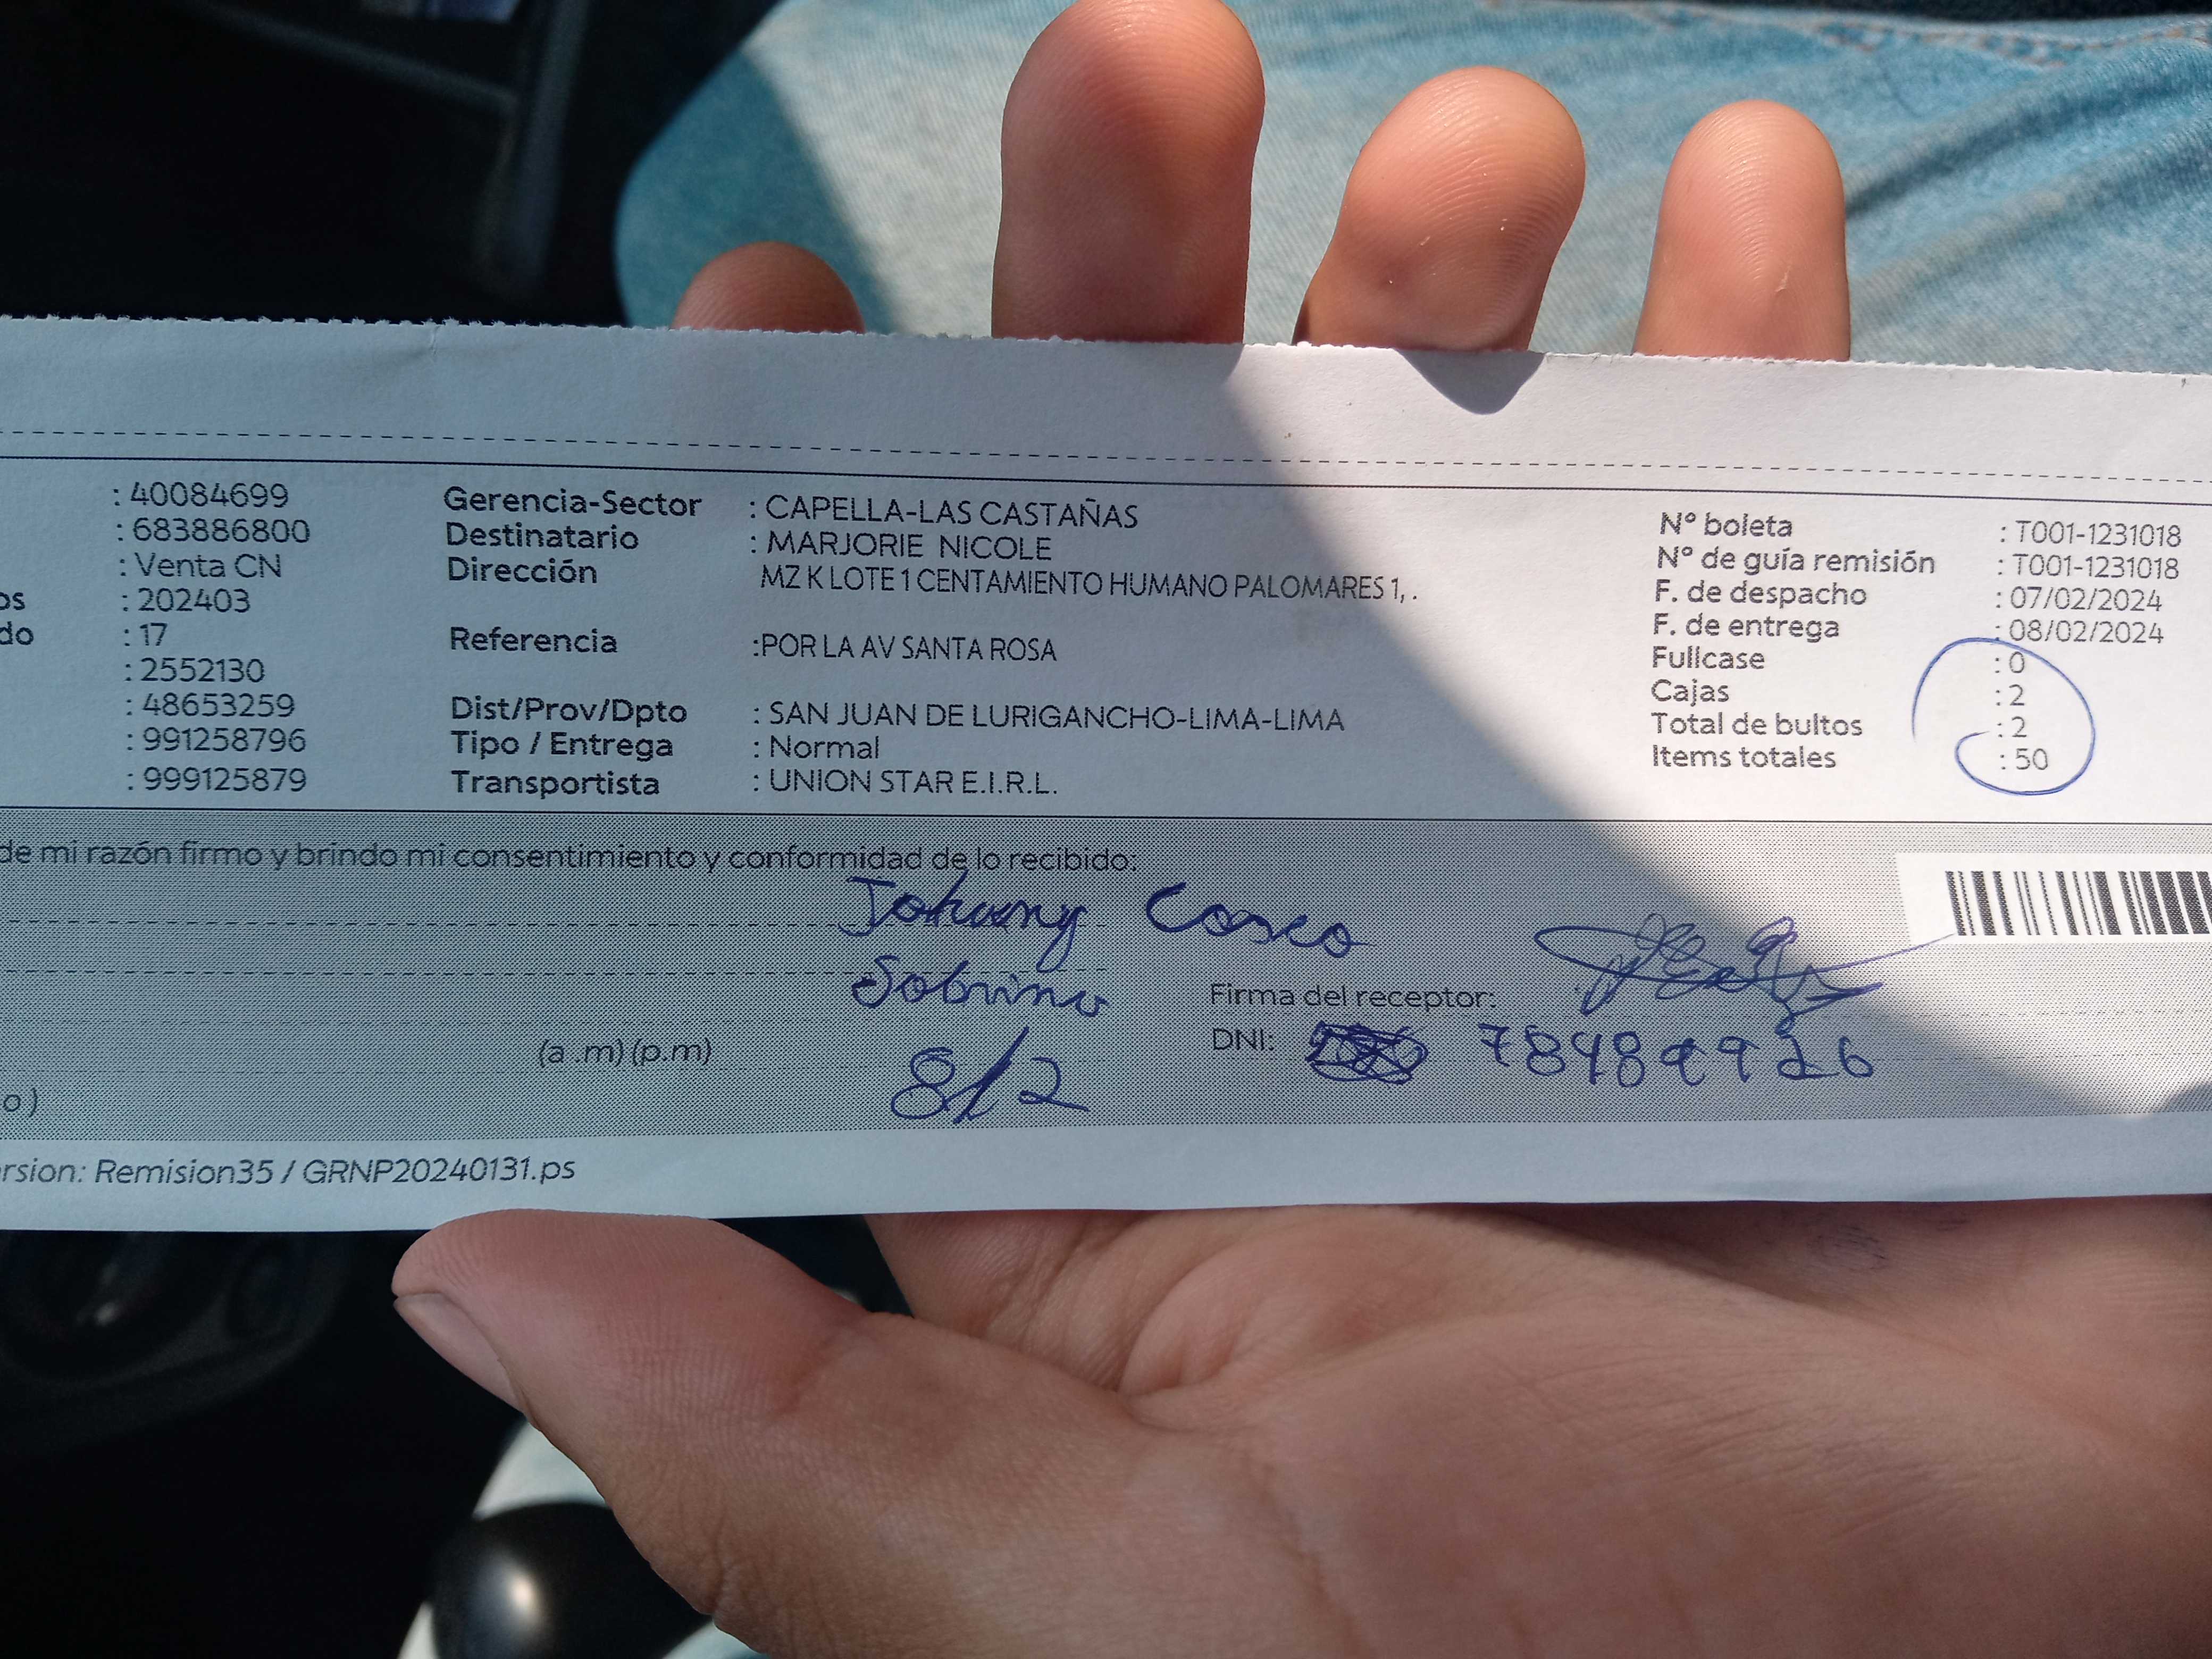 : 40084699
: 683886800
: Venta CN
os : 202403
do : 17
: 2552130
: 48653259
: 991258796
: 999125879
Gerencia-Sector : CAPELLA-LAS CASTAÑAS
Destinatario : MARJORIE NICOLE
Dirección MZ K LOTE 1 CENTAMIENTO HUMANO PALOMARES 1, .
Referencia :POR LA AV SANTA ROSA
Dist/Prov/Dpto : SAN JUAN DE LURIGANCHO-LIMA-LIMA
Tipo / Entrega : Normal
Transportista : UNION STAR E.I.R.L.
Nº boleta : T001-1231018
Nº de guía remisión : T001-1231018
F. de despacho : 07/02/2024
F. de entrega : 08/02/2024
Fullcase : 0
Cajas : 2
Total de bultos : 2
Items totales : 50
de mi razón firmo y brindo mi consentimiento y conformidad de lo recibido:
Sobrino
Firma del receptor:
(a .m) (p.m)
8/2
DNI:
o )
rsion: Remision35 / GRNP20240131.ps